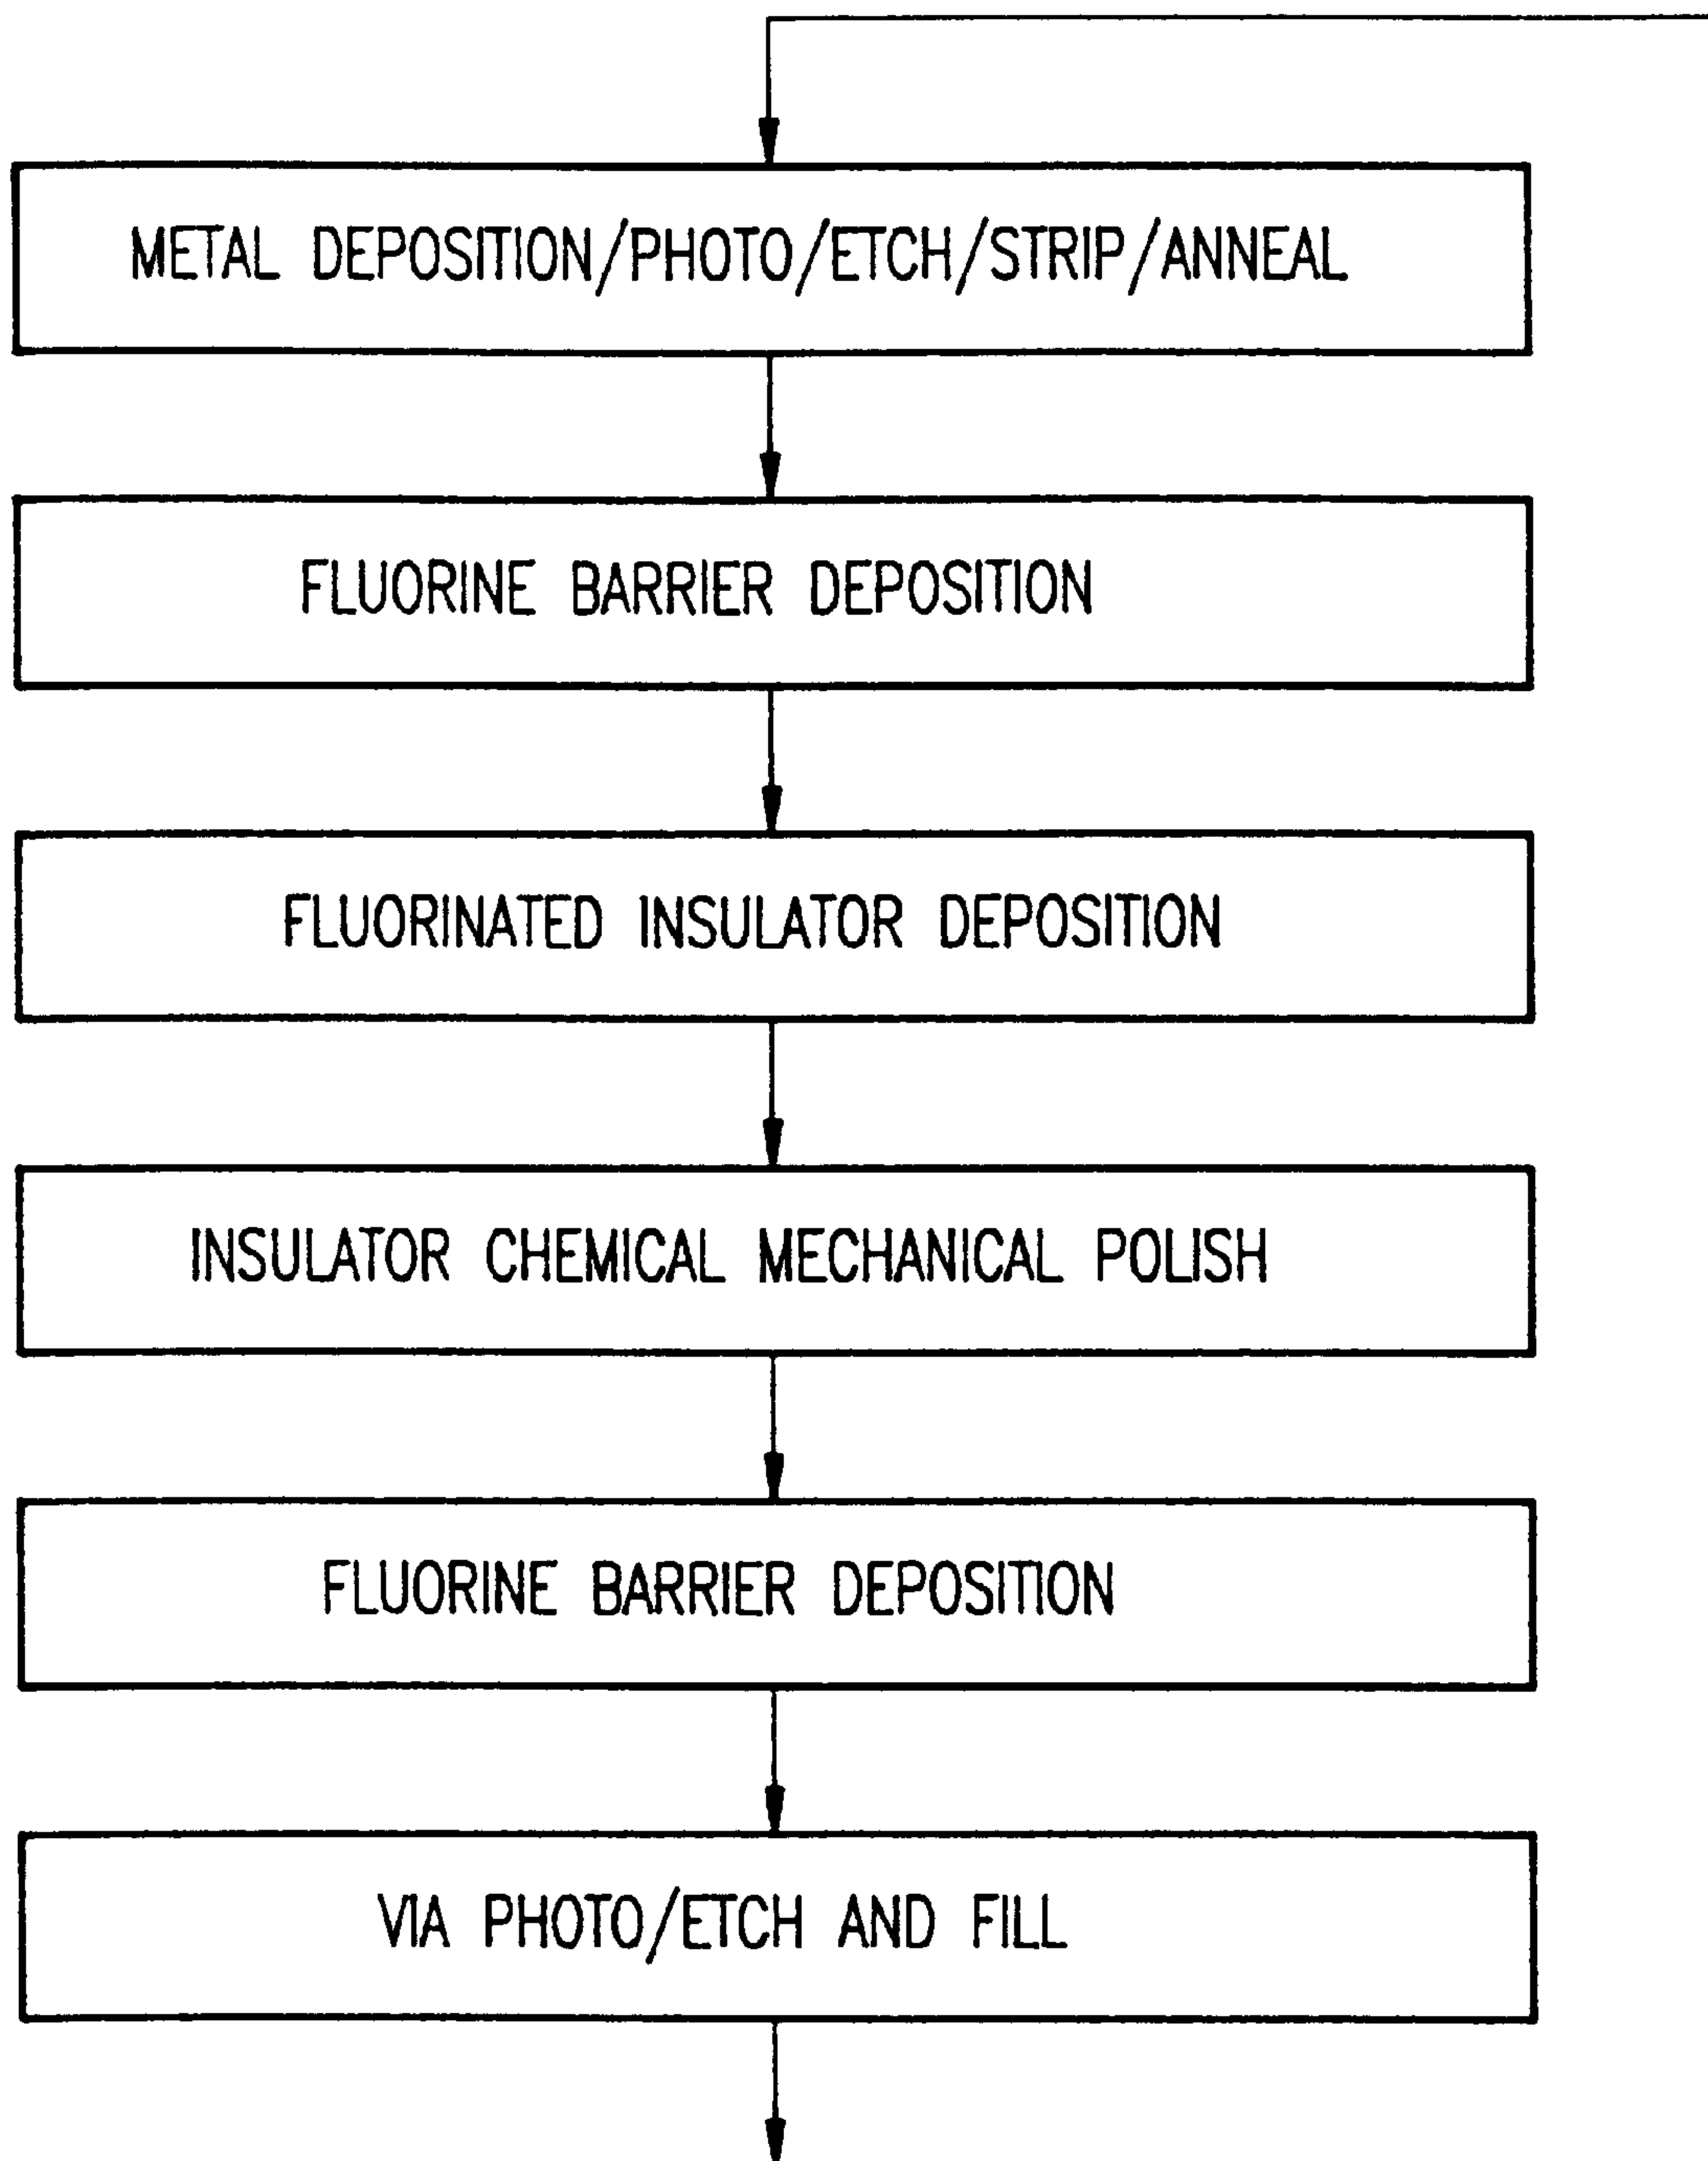 METAL DEPOSITION/PHOTO/ETCH/STRIP/ANNEAL
FLUORINE BARRIER DEPOSITION
FLUORINATED INSULATOR DEPOSITION
INSULATOR CHEMICAL MECHANICAL POLISH
FLUORINE BARRIER DEPOSITION
VIA PHOTO/ETCH AND FILL